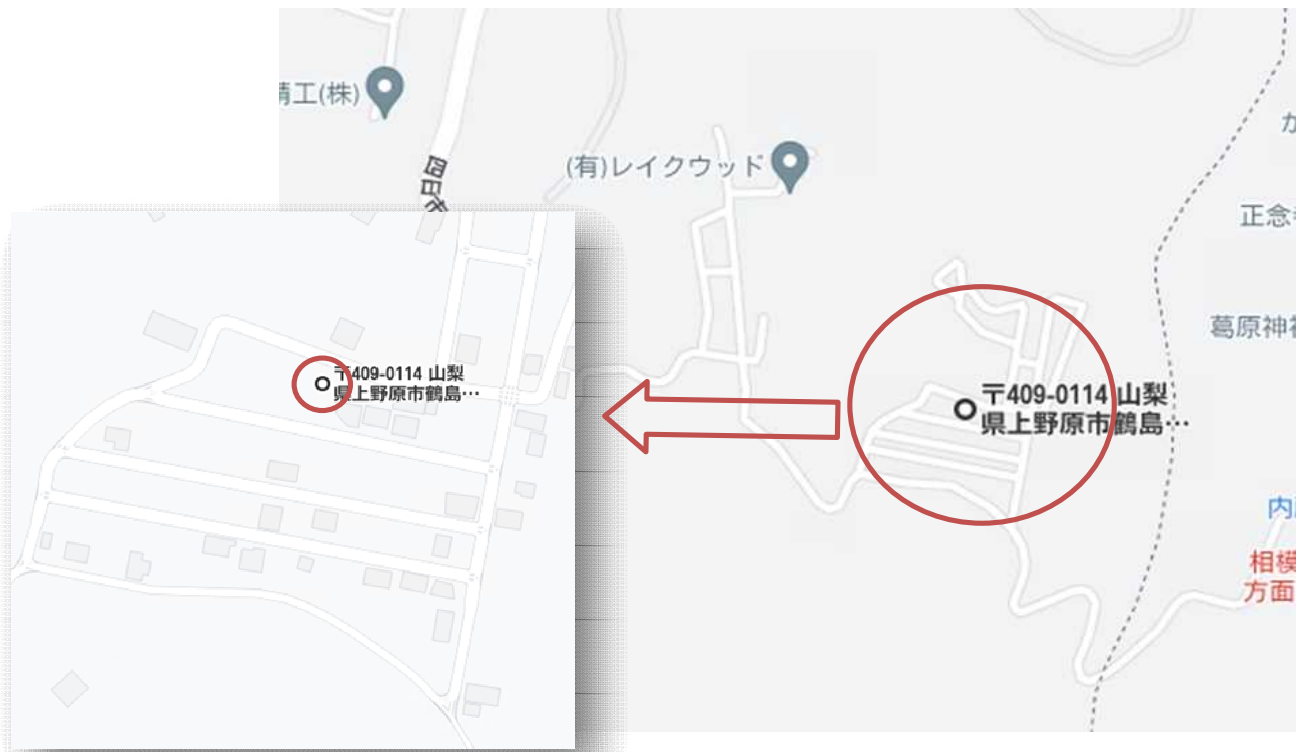 精工(株)
(有)レイクウッド
四日
正念
葛原神社
〒409-0114 山梨
県上野原市鶴島…
〒409-0114 山梨
県上野原市鶴島…
内
相模
方面